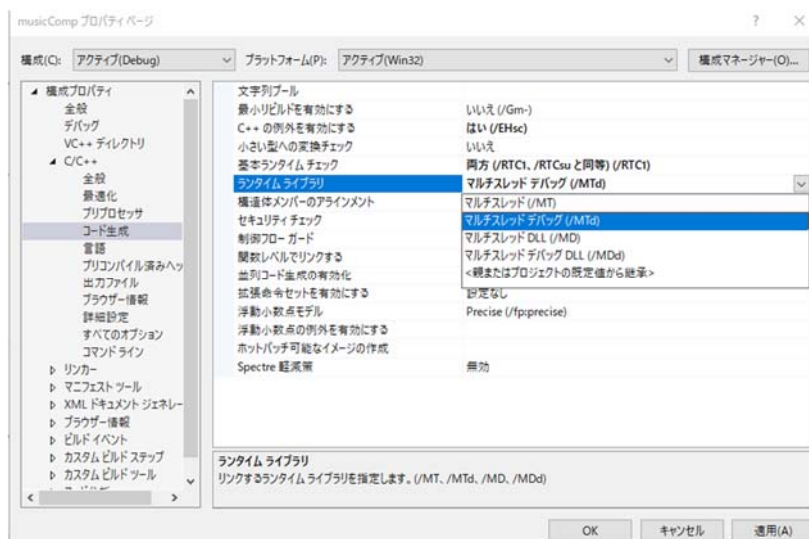 musicComp プロパティ ページ
? ×
構成(C): アクティブ(Debug) プラットフォーム(P): アクティブ(Win32) 構成マネージャー(O)...
構成プロパティ
全般
デバッグ
VC++ ディレクトリ
C/C++
全般
最適化
プリプロセッサ
コード生成
言語
プリコンパイル済みヘッ
出力ファイル
ブラウザー情報
詳細設定
すべてのオプション
コマンド ライン
リンカー
マニフェスト ツール
XML ドキュメント ジェネレー
ブラウザー情報
ビルド イベント
カスタム ビルド ステップ
カスタム ビルド ツール
文字列プール
最小リビルドを有効にする いいえ (/Gm-)
C++ の例外を有効にする はい (/EHsc)
小さい型への変換チェック いいえ
基本ランタイム チェック 両方 (/RTC1、/RTCsu と同等) (/RTC1)
ランタイム ライブラリ マルチスレッド デバッグ (/MTd)
構造体メンバーのアラインメント マルチスレッド (/MT)
セキュリティ チェック マルチスレッド デバッグ (/MTd)
制御フロー ガード マルチスレッド DLL (/MD)
関数レベルでリンクする マルチスレッド デバッグ DLL (/MDd)
並列コード生成の有効化 <親またはプロジェクトの既定値から継承>
拡張命令セットを有効にする 設定なし
浮動小数点モデル Precise (/fp:precise)
浮動小数点の例外を有効にする
ホットパッチ可能なイメージの作成
Spectre 軽減策 無効
ランタイム ライブラリ
リンクするランタイム ライブラリを指定します。(/MT、/MTd、/MD、/MDd)
OK キャンセル 適用(A)